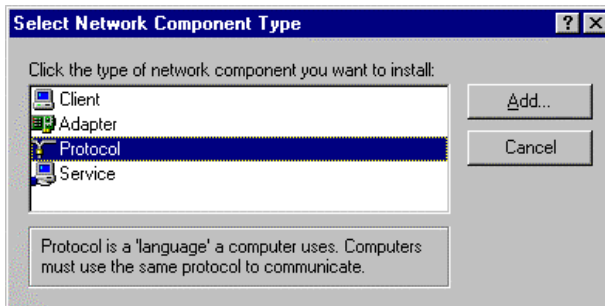 Select Network Component Type
Click the type of network component you want to install:
Client
Adapter
Protocol
Service
Add...
Cancel
Protocol is a 'language' a computer uses. Computers
must use the same protocol to communicate.